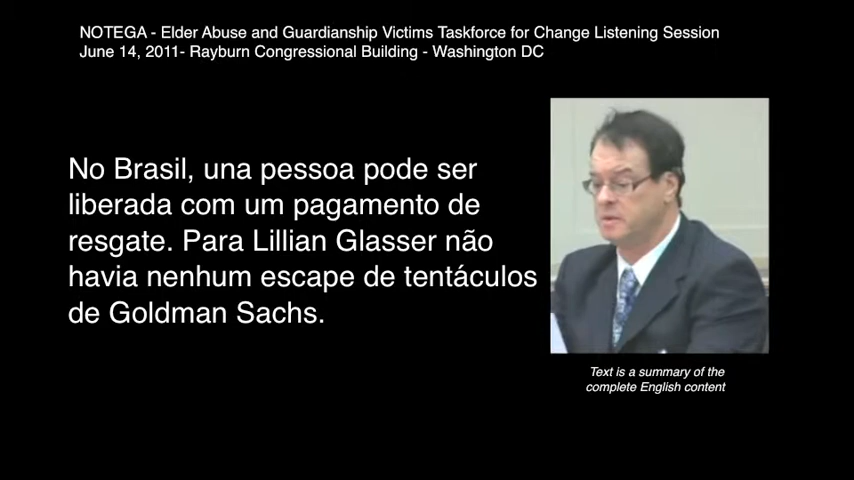 NOTEGA - Elder Abuse and Guardianship Victims Taskforce for Change Listening Session
June 14, 2011- Rayburn Congressional Building - Washington DC
No Brasil, una pessoa pode ser
liberada com um pagamento de
resgate. Para Lillian Glasser não
havia nenhum escape de tentáculos
de Goldman Sachs.
Text is a summary of the
complete English content